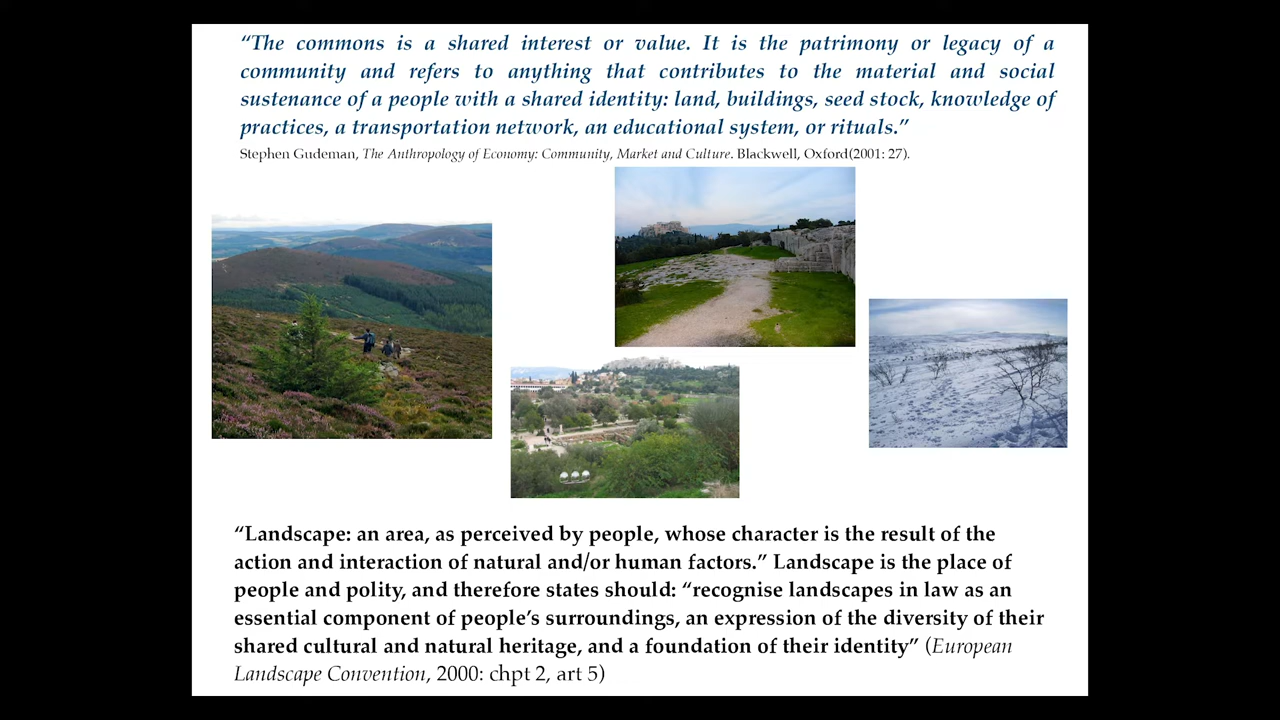 “The commons is a shared interest or value. It is the patrimony or legacy of a
community and refers to anything that contributes to the material and social
sustenance of a people with a shared identity: land, buildings, seed stock, knowledge of
practices, a transportation network, an educational system, or rituals.”
Stephen Gudeman, The Anthropology of Economy: Community, Market and Culture. Blackwell, Oxford(2001: 27).
“Landscape: an area, as perceived by people, whose character is the result of the
action and interaction of natural and/or human factors.” Landscape is the place of
people and polity, and therefore states should: “recognise landscapes in law as an
essential component of people’s surroundings, an expression of the diversity of their
shared cultural and natural heritage, and a foundation of their identity” (European
Landscape Convention, 2000: chpt 2, art 5)